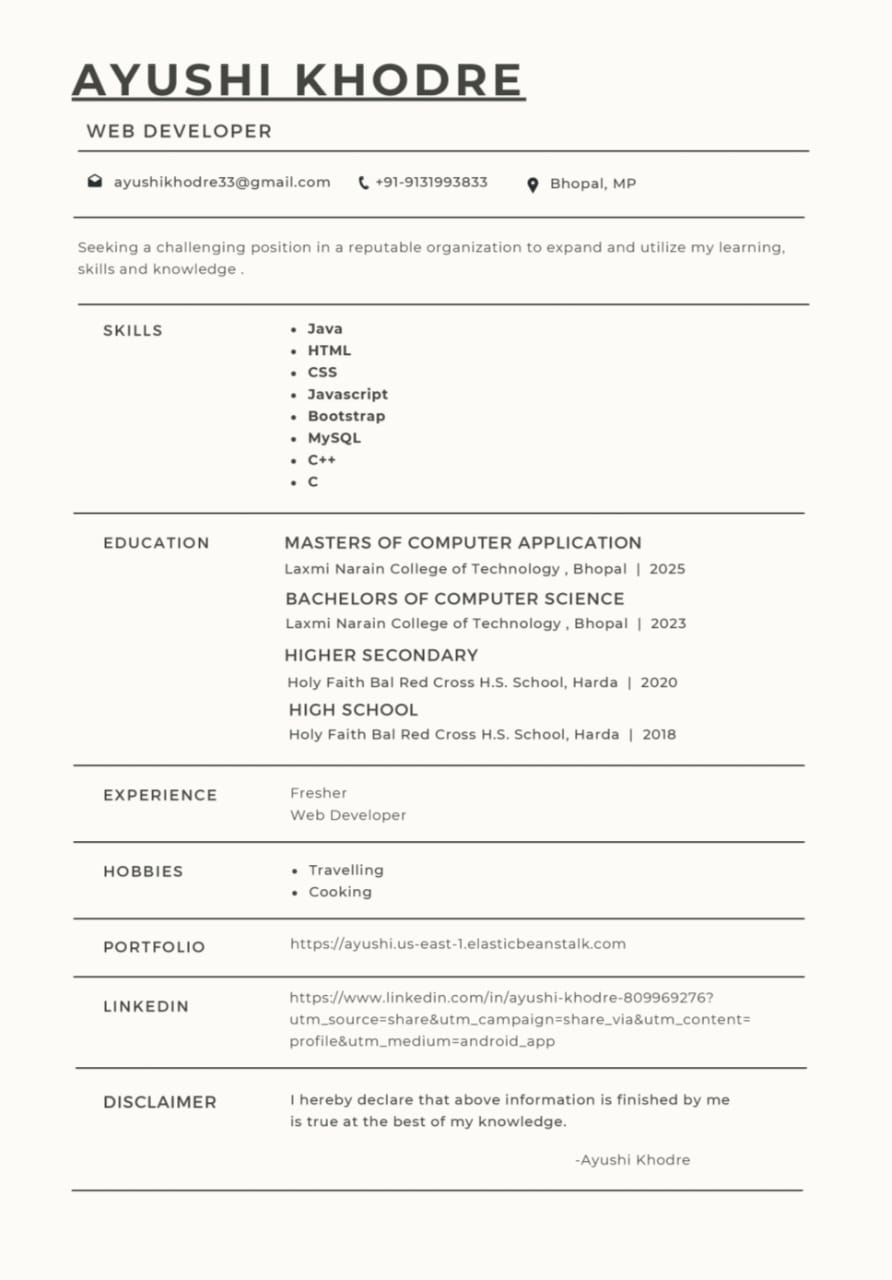 AYUSHI KHODRE
WEB DEVELOPER
ayushikhodre33@gmail.com +91-9131993833 Bhopal, MP
Seeking a challenging position in a reputable organization to expand and utilize my learning,
skills and knowledge .
SKILLS
• Java
• HTML
• CSS
• Javascript
• Bootstrap
• MySQL
• C++
• C
EDUCATION
MASTERS OF COMPUTER APPLICATION
Laxmi Narain College of Technology , Bhopal | 2025
BACHELORS OF COMPUTER SCIENCE
Laxmi Narain College of Technology , Bhopal | 2023
HIGHER SECONDARY
Holy Faith Bal Red Cross H.S. School, Harda | 2020
HIGH SCHOOL
Holy Faith Bal Red Cross H.S. School, Harda | 2018
EXPERIENCE
Fresher
Web Developer
HOBBIES
• Travelling
• Cooking
PORTFOLIO
https://ayushi.us-east-1.elasticbeanstalk.com
LINKEDIN
https://www.linkedin.com/in/ayushi-khodre-809969276?
utm_source=share&utm_campaign=share_via&utm_content=
profile&utm_medium=android_app
DISCLAIMER
I hereby declare that above information is finished by me
is true at the best of my knowledge.
-Ayushi Khodre